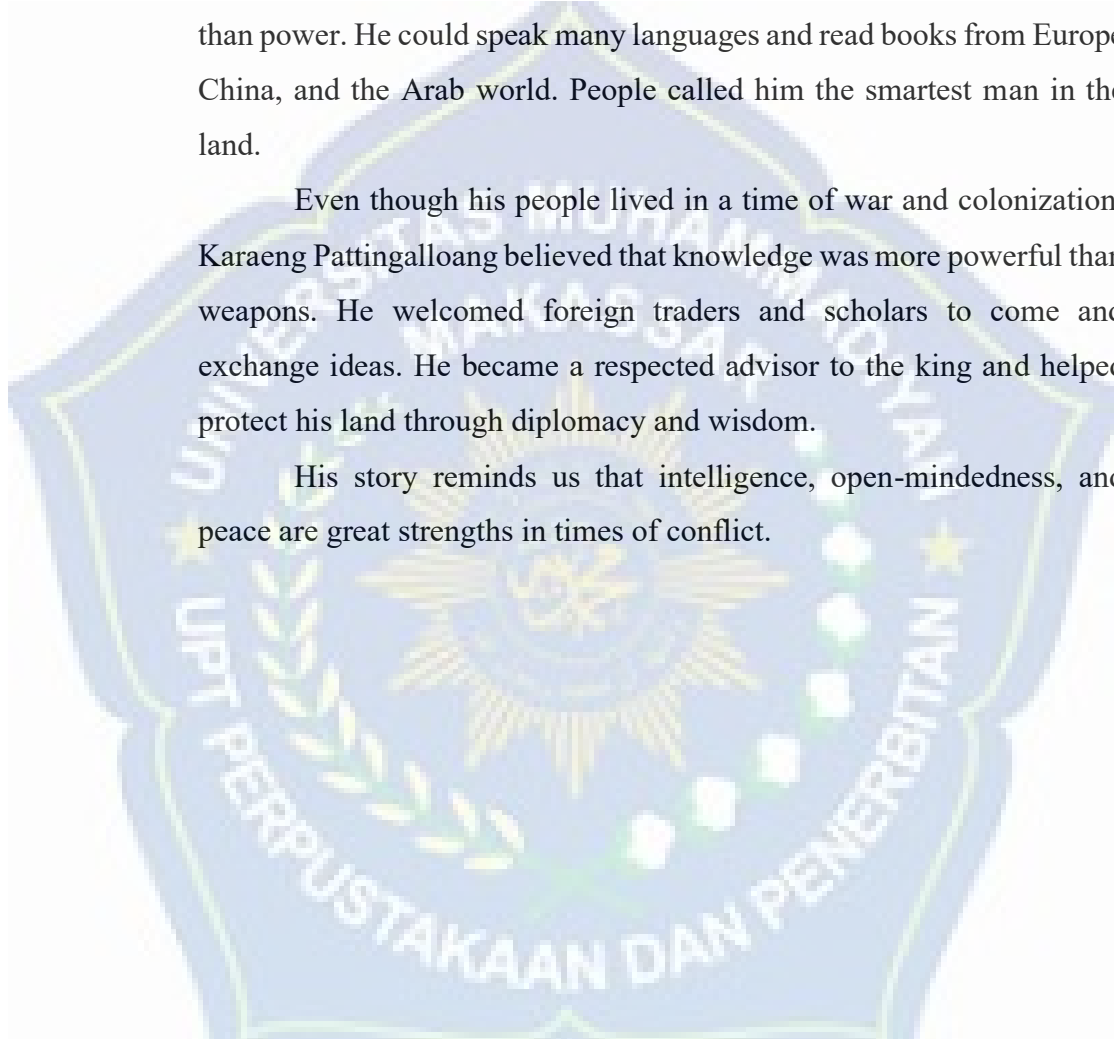 than power. He could speak many languages and read books from Europe
China, and the Arab world. People called him the smartest man in the
land.
Even though his people lived in a time of war and colonization
Karaeng Pattingalloang believed that knowledge was more powerful than
weapons. He welcomed foreign traders and scholars to come and
exchange ideas. He became a respected advisor to the king and helped
protect his land through diplomacy and wisdom.
His story reminds us that intelligence, open-mindedness, and
peace are great strengths in times of conflict.
UNIVERSITAS MUHAMMADIYAH
MAKASSAR
UPT PERPUSTAKAAN DAN PENERBITAN